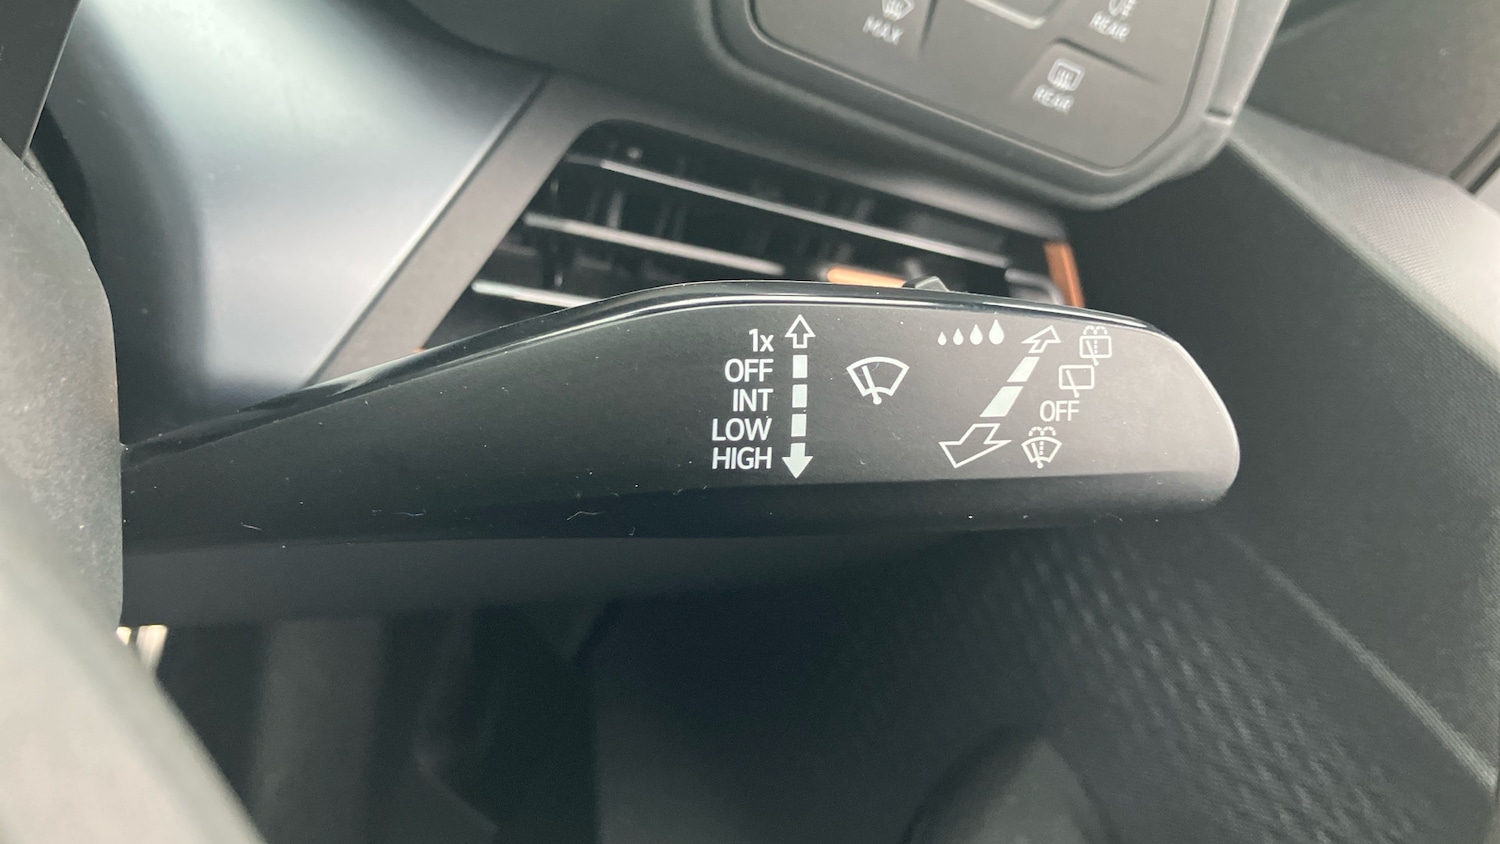 MAX
REAR
REAR
1x
OFF
INT
LOW
HIGH
OFF